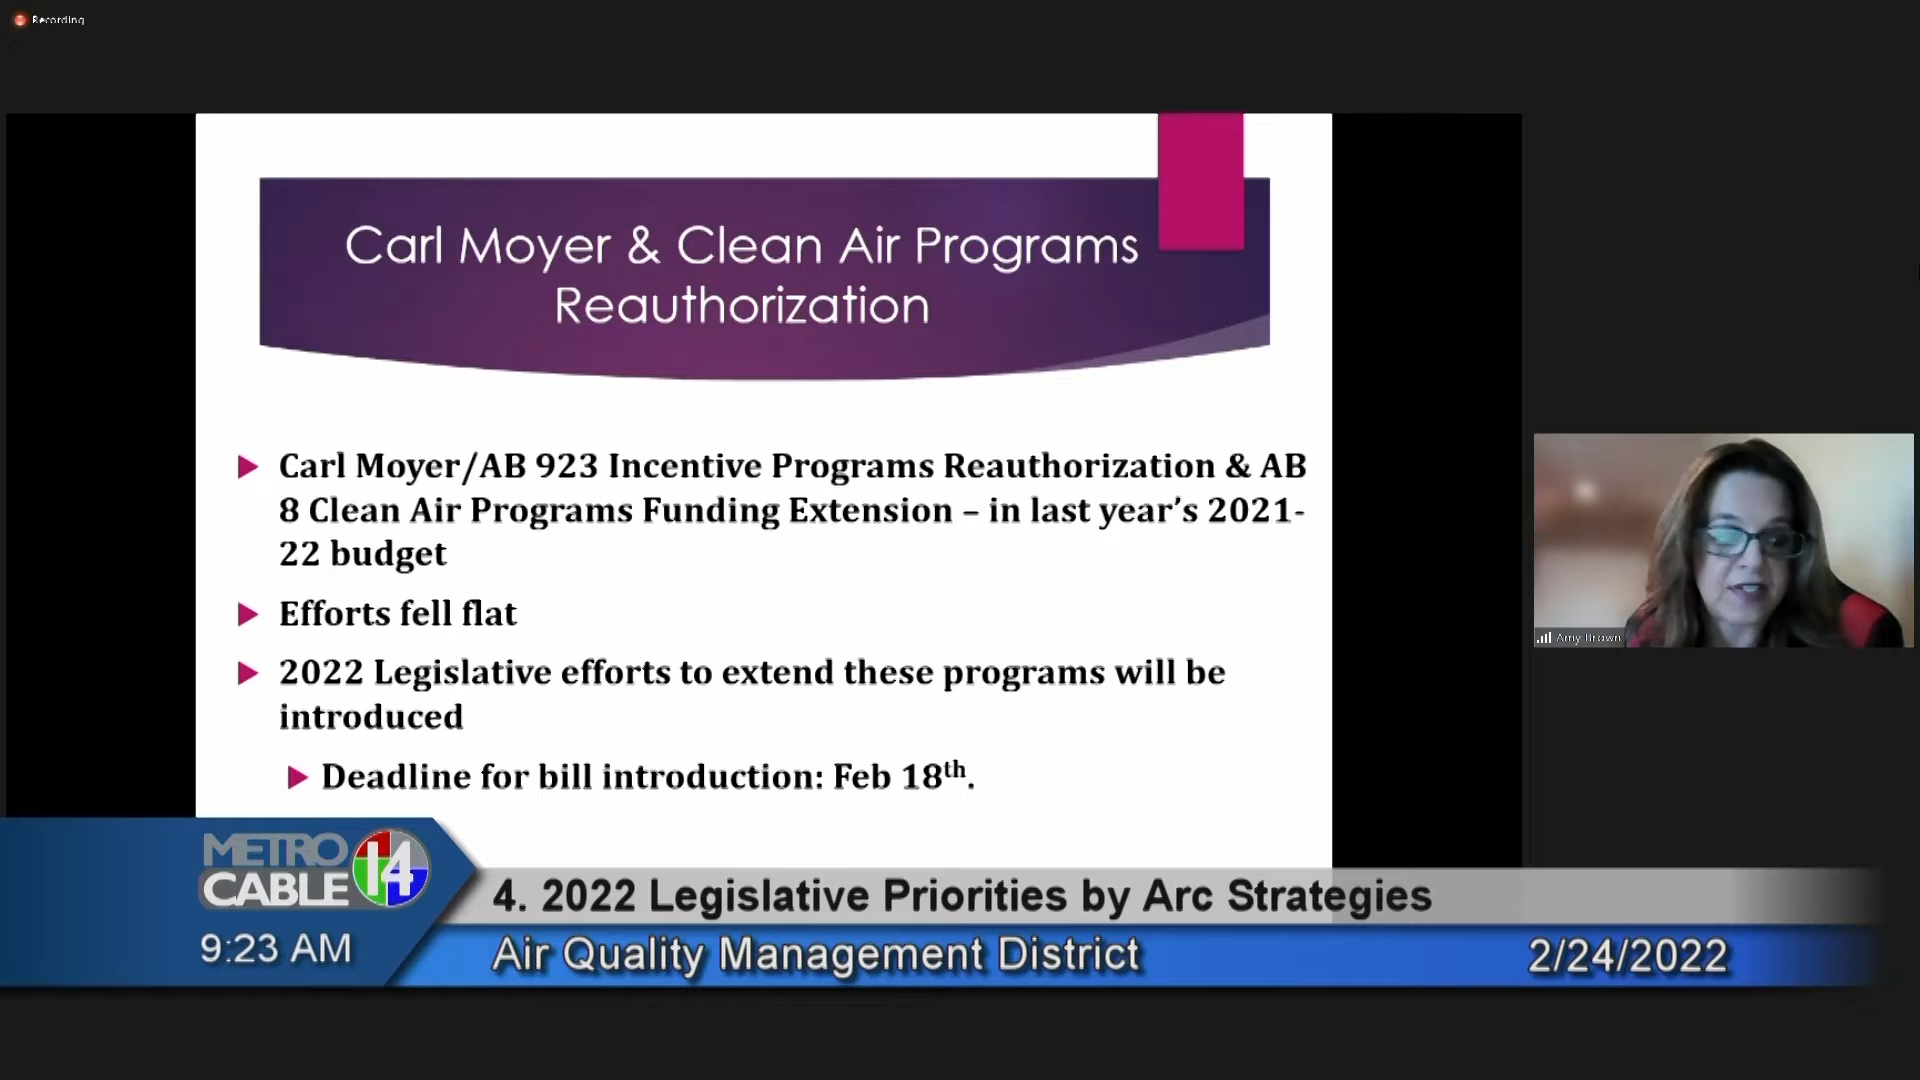 Recording
Carl Moyer & Clean Air Programs
Reauthorization
Carl Moyer/AB 923 Incentive Programs Reauthorization & AB
8 Clean Air Programs Funding Extension – in last year’s 2021-
22 budget
Efforts fell flat
2022 Legislative efforts to extend these programs will be
introduced
Deadline for bill introduction: Feb 18th.
Amy Brown
METRO
CABLE 14
4. 2022 Legislative Priorities by Arc Strategies
9:23 AM
Air Quality Management District
2/24/2022